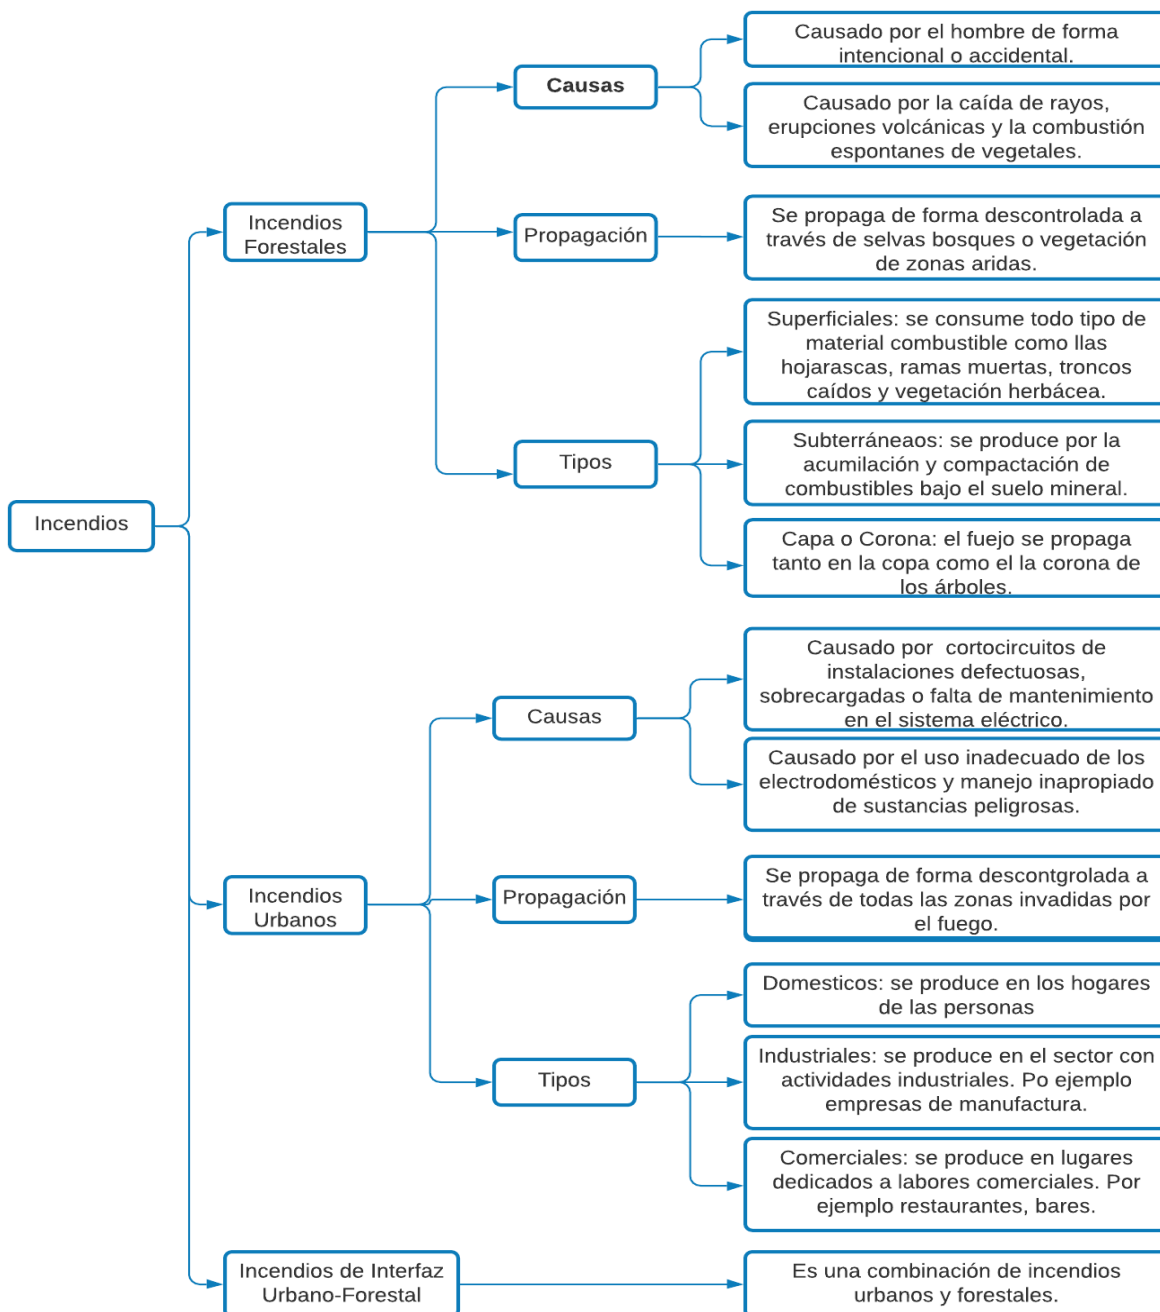 Incendios
Incendios
Forestales
Causas
Causado por el hombre de forma
intencional o accidental.
Causado por la caída de rayos,
erupciones volcánicas y la combustión
espontanes de vegetales.
Propagación
Se propaga de forma descontrolada a
través de selvas bosques o vegetación
de zonas aridas.
Tipos
Superficiales: se consume todo tipo de
material combustible como llas
hojarascas, ramas muertas, troncos
caídos y vegetación herbácea.
Subterráneaos: se produce por la
acumilación y compactación de
combustibles bajo el suelo mineral.
Capa o Corona: el fuejo se propaga
tanto en la copa como el la corona de
los árboles.
Incendios
Urbanos
Causas
Causado por  cortocircuitos de
instalaciones defectuosas,
sobrecargadas o falta de mantenimiento
en el sistema eléctrico.
Causado por el uso inadecuado de los
electrodomésticos y manejo inapropiado
de sustancias peligrosas.
Propagación
Se propaga de forma descontgrolada a
través de todas las zonas invadidas por
el fuego.
Tipos
Domesticos: se produce en los hogares
de las personas
Industriales: se produce en el sector con
actividades industriales. Po ejemplo
empresas de manufactura.
Comerciales: se produce en lugares
dedicados a labores comerciales. Por
ejemplo restaurantes, bares.
Incendios de Interfaz
Urbano-Forestal
Es una combinación de incendios
urbanos y forestales.